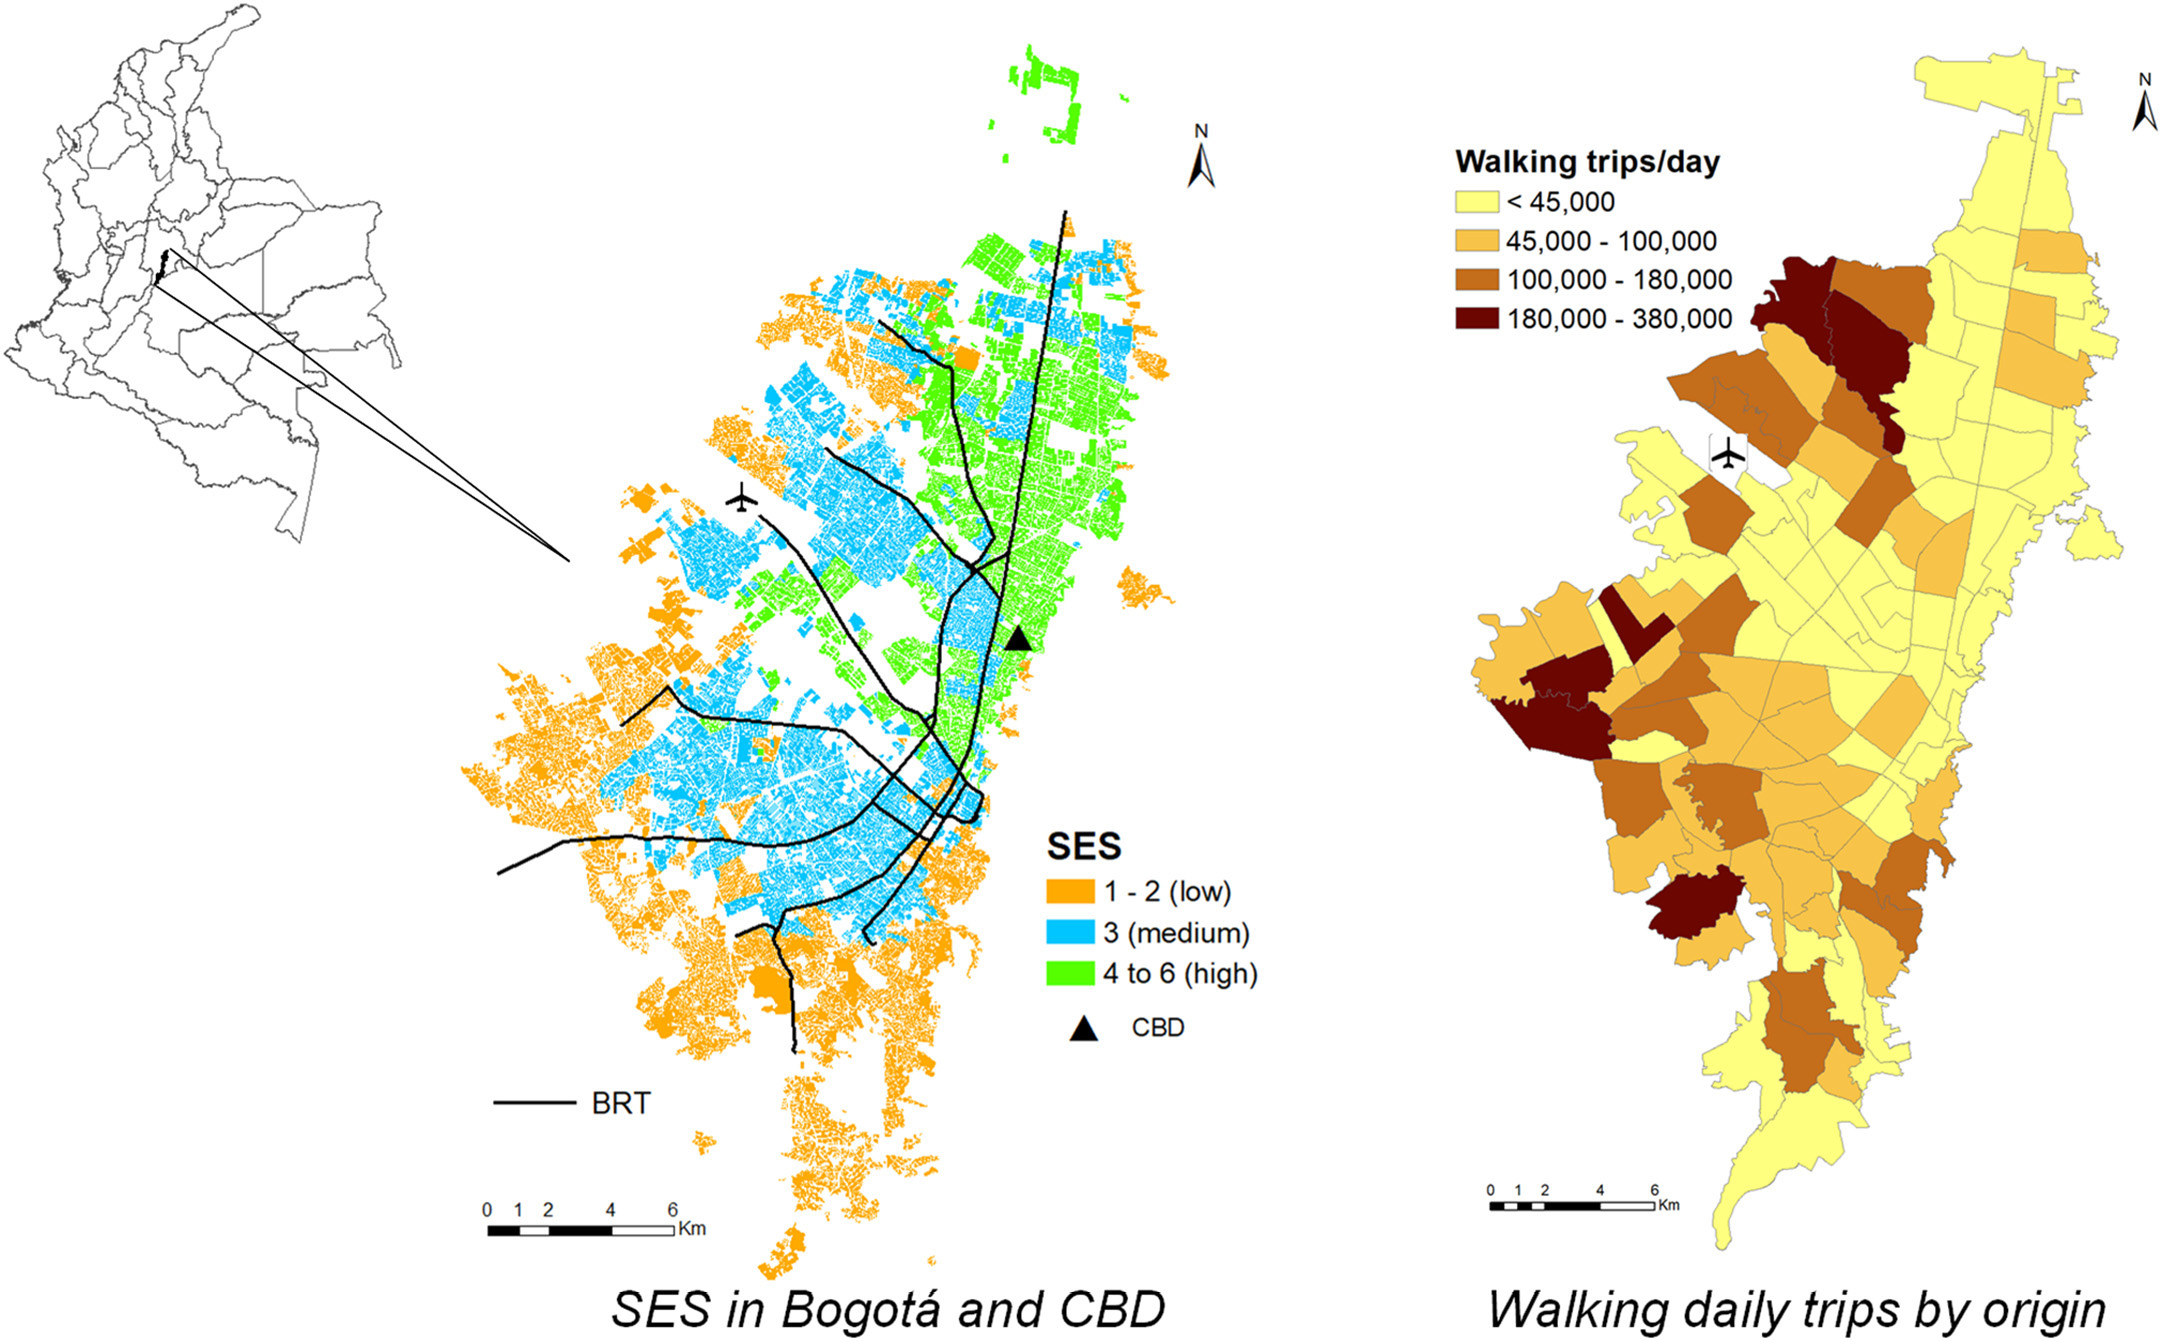 N
SES
1 - 2 (low)
3 (medium)
4 to 6 (high)
CBD
BRT
0 1 2 4 6
Km
SES in Bogotá and CBD
N
Walking trips/day
< 45,000
45,000 - 100,000
100,000 - 180,000
180,000 - 380,000
0 1 2 4 6
Km
Walking daily trips by origin